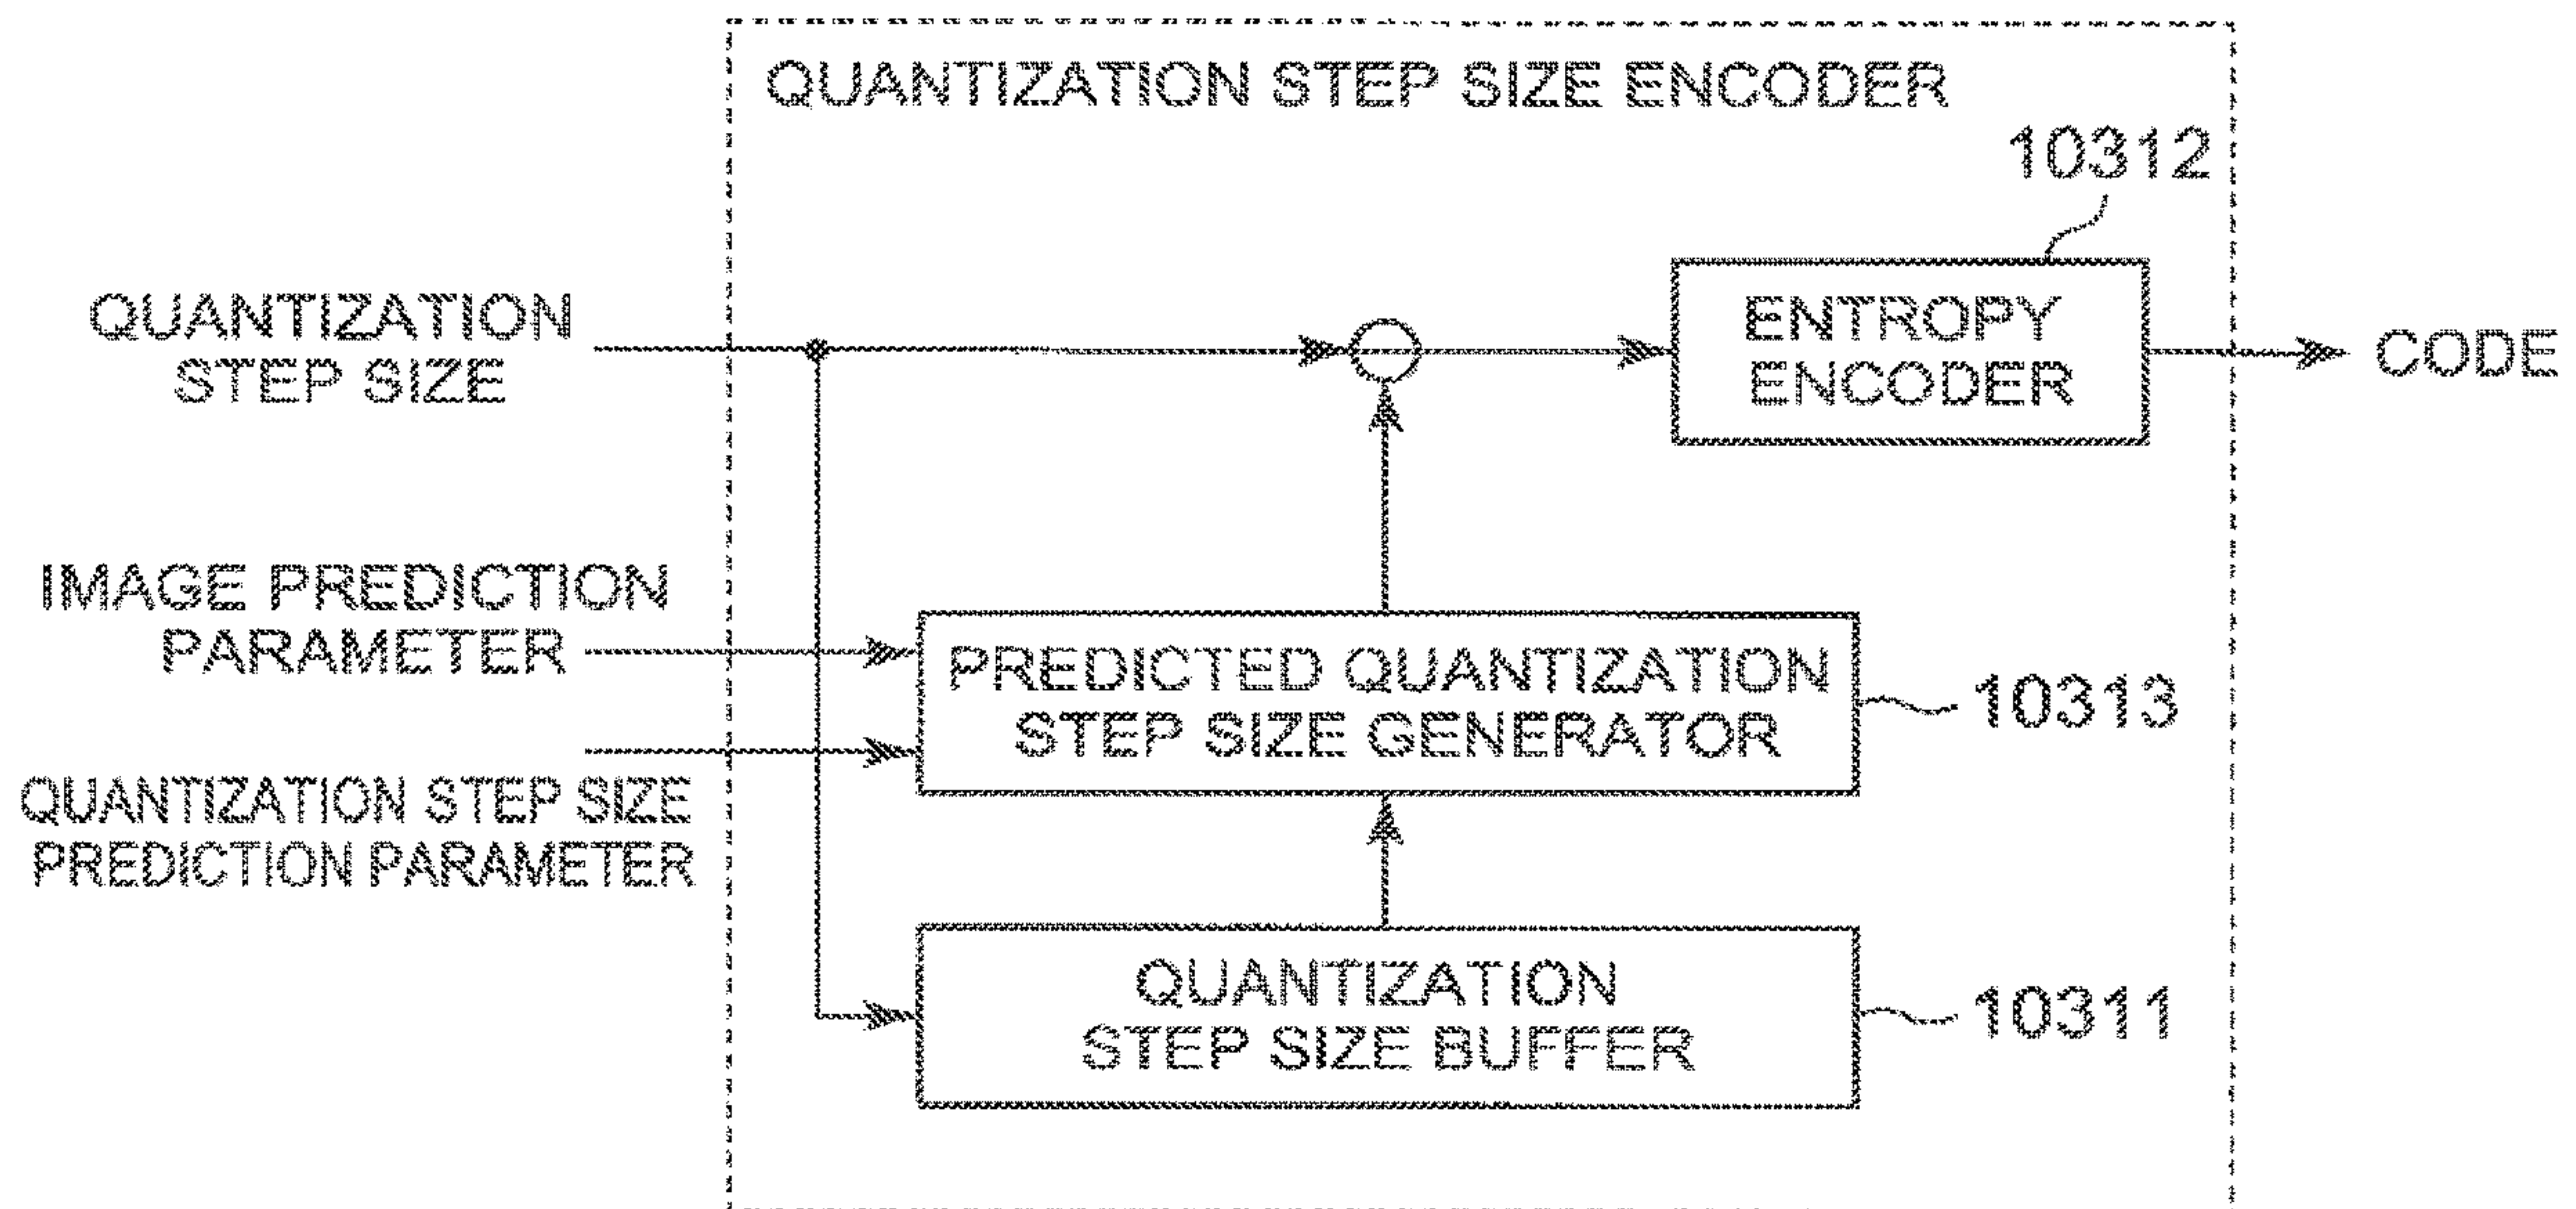 QUANTIZATION STEP SIZE ENCODER
10312
QUANTIZATION
STEP SIZE
ENTROPY
ENCODER
CODE
IMAGE PREDICTION
PARAMETER
PREDICTED QUANTIZATION
STEP SIZE GENERATOR
10313
QUANTIZATION STEP SIZE
PREDICTION PARAMETER
QUANTIZATION
STEP SIZE BUFFER
10311